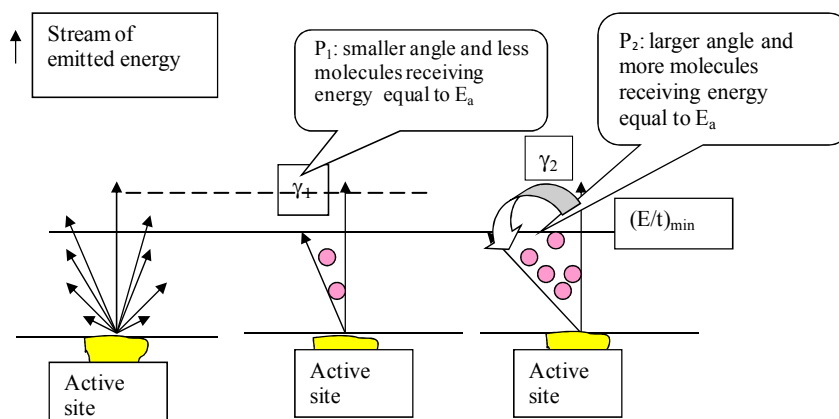 Stream of
emitted energy
P₁: smaller angle and less
molecules receiving
energy equal to Eₐ
P₂: larger angle and
more molecules
receiving energy
equal to Eₐ
γ₁
γ₂
(E/t)ₘᵢₙ
Active
site
Active
site
Active
site